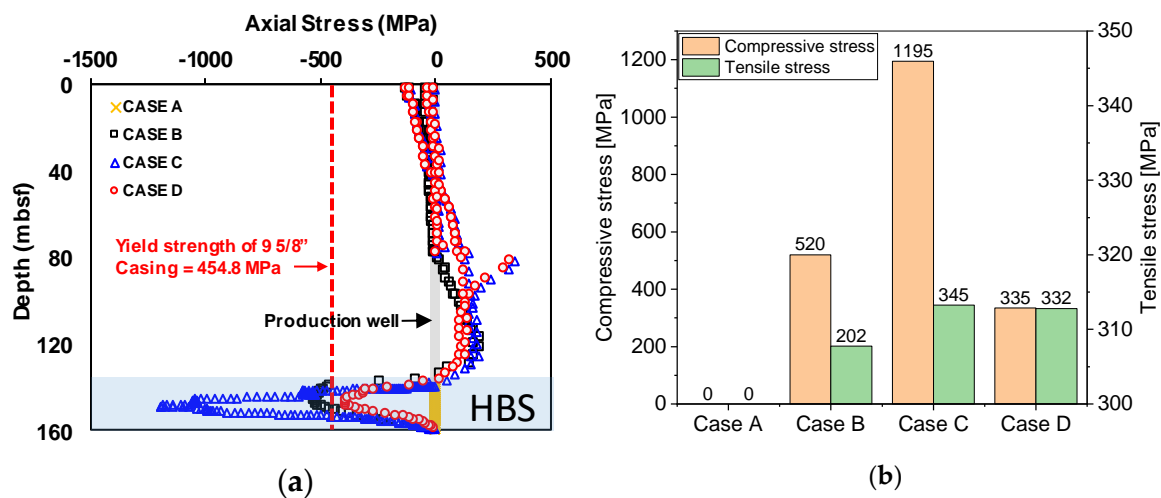 (a)
Axial Stress (MPa)
-1500 -1000 -500 0 500
Depth (mbsf)
0
40
80
120
160
CASE A
CASE B
CASE C
CASE D
Yield strength of 9 5/8"
Casing = 454.8 MPa
Production well
HBS
(a)
Compressive stress [MPa]
1200
1000
800
600
400
200
0
Compressive stress
Tensile stress
0 0
520
202
1195
345
335 332
Case A Case B Case C Case D
350
340
330
320
310
300
Tensile stress [MPa]
(b)
(b)